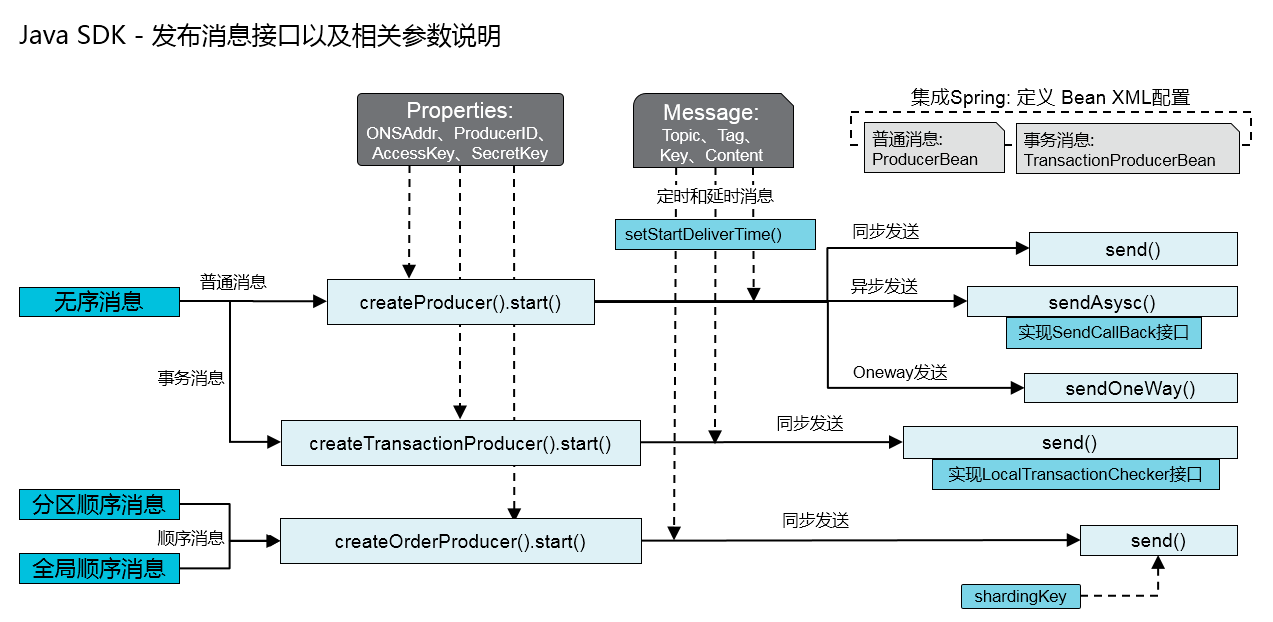 Java SDK - 发布消息接口以及相关参数说明
Properties:
ONSAddr、ProducerID、
AccessKey、SecretKey
Message:
Topic、Tag、
Key、Content
集成Spring: 定义 Bean XML配置
普通消息:
ProducerBean
事务消息:
TransactionProducerBean
定时和延时消息
setStartDeliverTime()
同步发送
send()
普通消息
无序消息
createProducer().start()
异步发送
sendAsysc()
实现SendCallBack接口
事务消息
Oneway发送
sendOneWay()
createTransactionProducer().start()
同步发送
send()
实现LocalTransactionChecker接口
分区顺序消息
顺序消息
全局顺序消息
createOrderProducer().start()
同步发送
send()
shardingKey